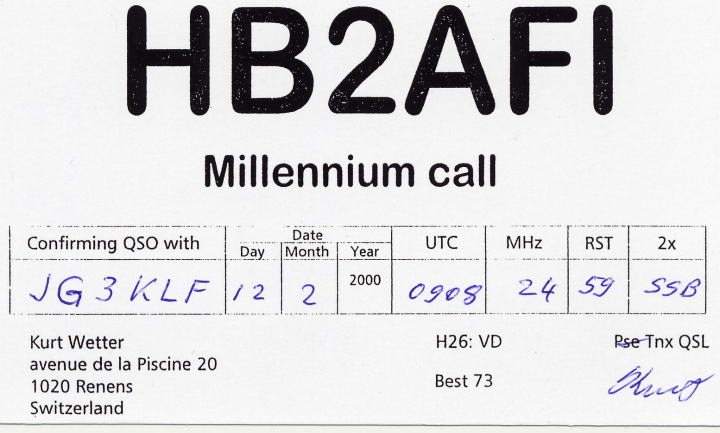 HB2AFI
Millennium call
Confirming QSO with Date UTC MHz RST 2x
Day Month Year
JG3KLF 12 2 2000 0908 24 59 SSB
Kurt Wetter H26: VD Pse Tnx QSL
avenue de la Piscine 20
1020 Renens Best 73 Kurt
Switzerland